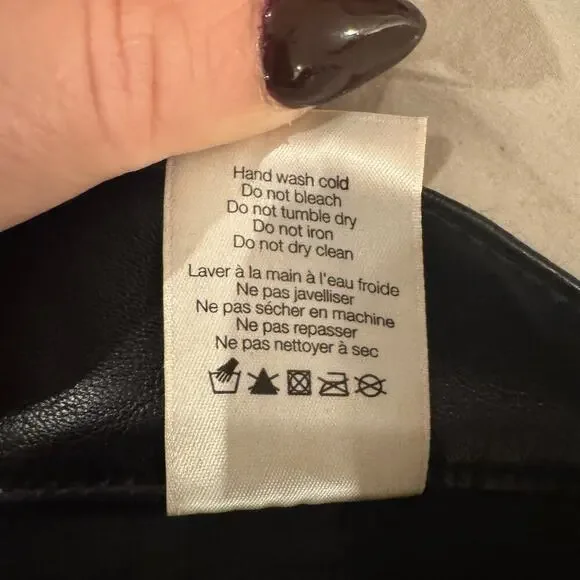 Hand wash cold
Do not bleach
Do not tumble dry
Do not iron
Do not dry clean
Laver à la main à l'eau froide
Ne pas javelliser
Ne pas sécher en machine
Ne pas repasser
Ne pas nettoyer à sec